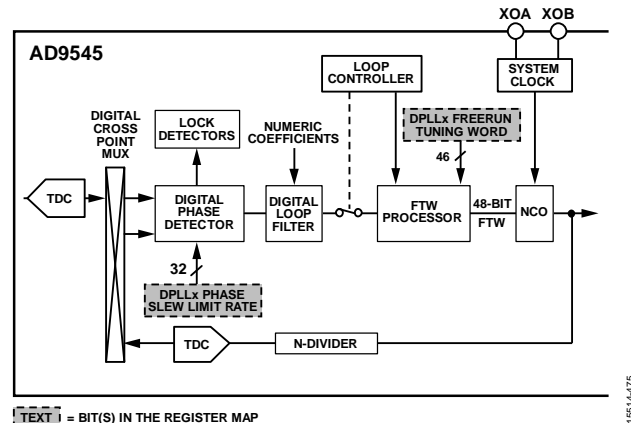 XOA XOB
AD9545
LOOP
CONTROLLER
SYSTEM
CLOCK
DIGITAL
CROSS
POINT
MUX
LOCK
DETECTORS
NUMERIC
COEFFICIENTS
DPLLx FREERUN
TUNING WORD
46
TDC
DIGITAL
PHASE
DETECTOR
DIGITAL
LOOP
FILTER
FTW
PROCESSOR
48-BIT
FTW
NCO
32
DPLLx PHASE
SLEW LIMIT RATE
TDC
N-DIVIDER
TEXT = BIT(S) IN THE REGISTER MAP
15514-475